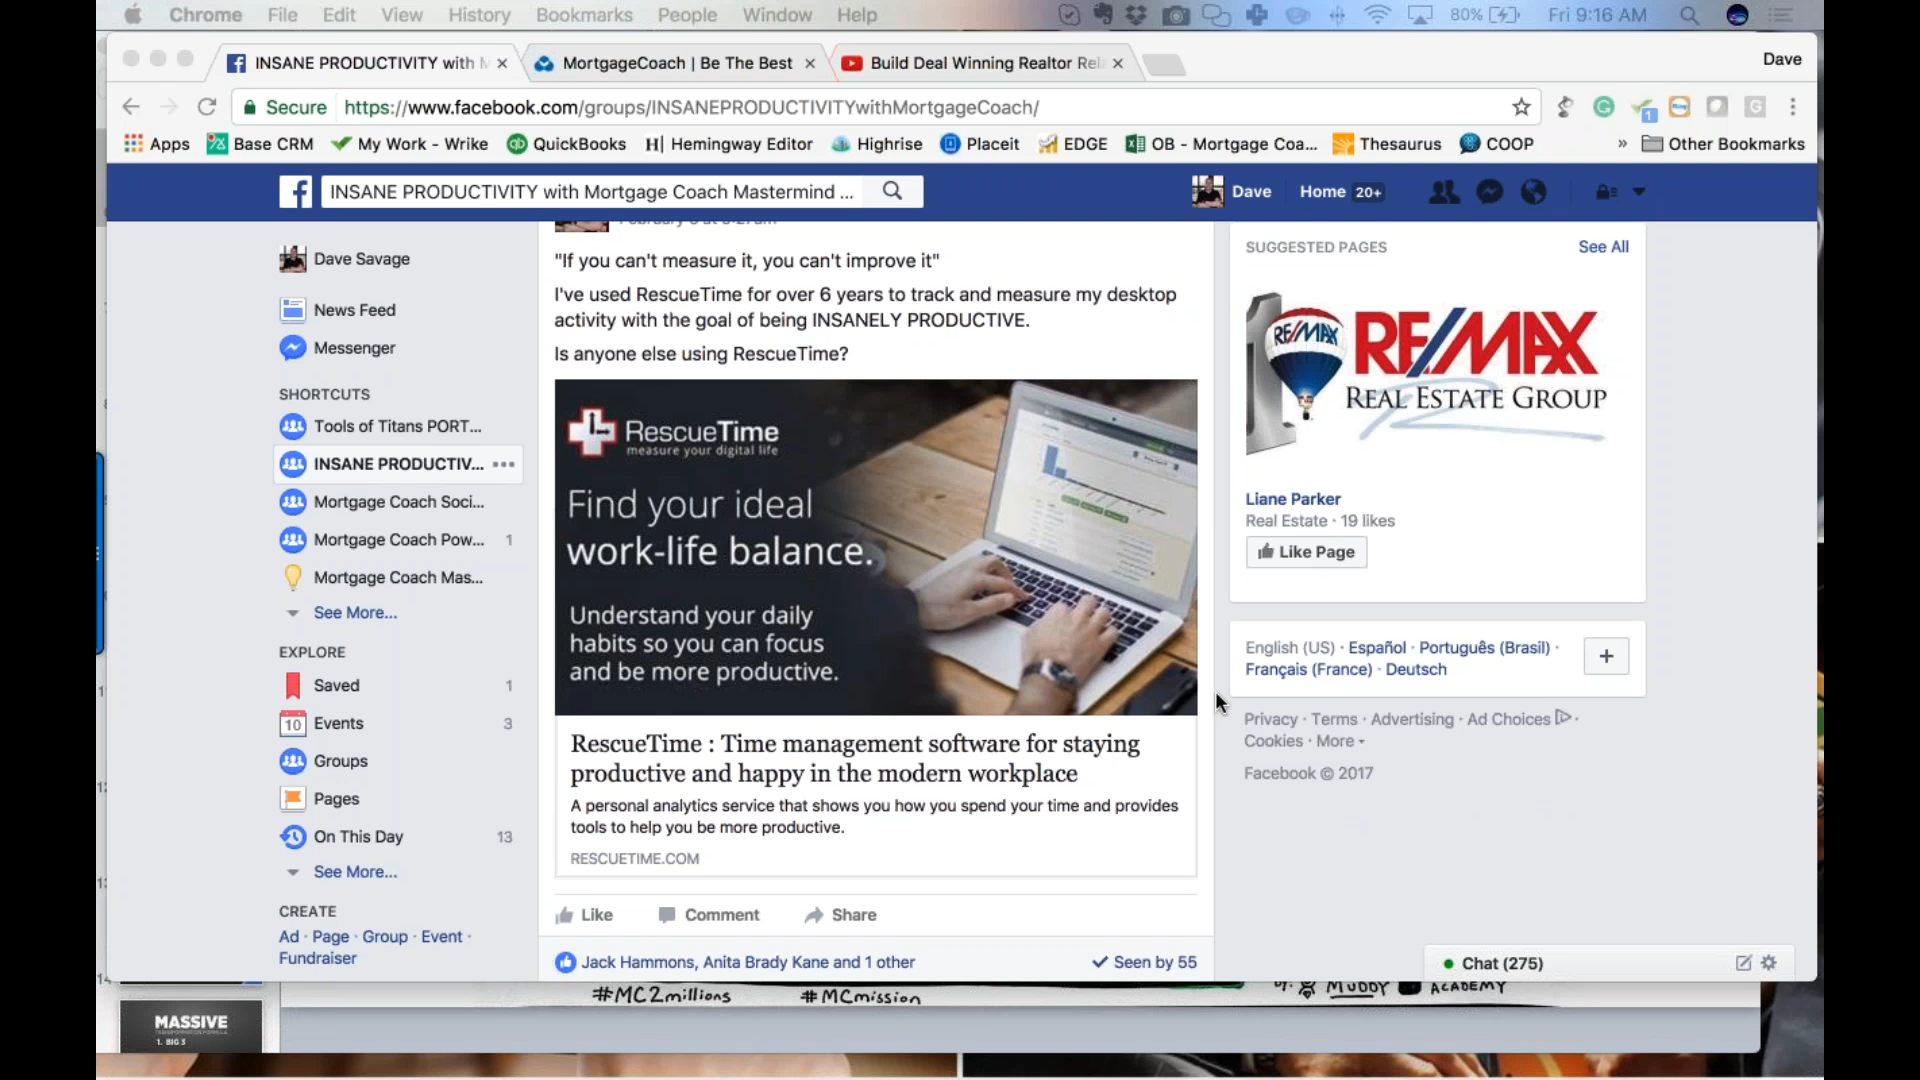 Chrome File Edit View History Bookmarks People Window Help 80% Fri 9:16 AM
INSANE PRODUCTIVITY with M
MortgageCoach | Be The Best
Build Deal Winning Realtor Rel
Dave
Secure https://www.facebook.com/groups/INSANEPRODUCTIVITYwithMortgageCoach/
1
Apps Base CRM My Work - Wrike QuickBooks Hemingway Editor Highrise Placeit EDGE OB - Mortgage Coa... Thesaurus COOP » Other Bookmarks
INSANE PRODUCTIVITY with Mortgage Coach Mastermind ...
Dave Home 20+
Dave Savage
News Feed
Messenger
SHORTCUTS
Tools of Titans PORT...
INSANE PRODUCTIV...
Mortgage Coach Soci...
Mortgage Coach Pow... 1
Mortgage Coach Mas...
See More...
EXPLORE
Saved 1
10 Events 3
Groups
Pages
On This Day 13
See More...
CREATE
Ad · Page · Group · Event ·
Fundraiser
"If you can't measure it, you can't improve it"
I've used RescueTime for over 6 years to track and measure my desktop
activity with the goal of being INSANELY PRODUCTIVE.
Is anyone else using RescueTime?
RescueTime
measure your digital life
Find your ideal
work-life balance.
Understand your daily
habits so you can focus
and be more productive.
RescueTime : Time management software for staying
productive and happy in the modern workplace
A personal analytics service that shows you how you spend your time and provides
tools to help you be more productive.
RESCUETIME.COM
Like Comment Share
Jack Hammons, Anita Brady Kane and 1 other
Seen by 55
SUGGESTED PAGES See All
RE/MAX
RE/MAX
REAL ESTATE GROUP
Liane Parker
Real Estate · 19 likes
Like Page
English (US) · Español · Português (Brasil) ·
Français (France) · Deutsch
+
Privacy · Terms · Advertising · Ad Choices ·
Cookies · More
Facebook © 2017
Chat (275)
#MC2millions #MCmission
MUDDY ACADEMY
MASSIVE
1. BIG 3